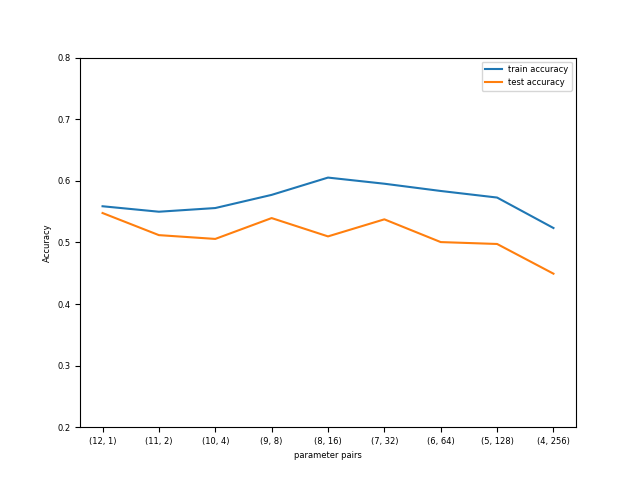 0.8
0.7
0.6
0.5
0.4
0.3
0.2
Accuracy
train accuracy
test accuracy
(12, 1) (11, 2) (10, 4) (9, 8) (8, 16) (7, 32) (6, 64) (5, 128) (4, 256)
parameter pairs